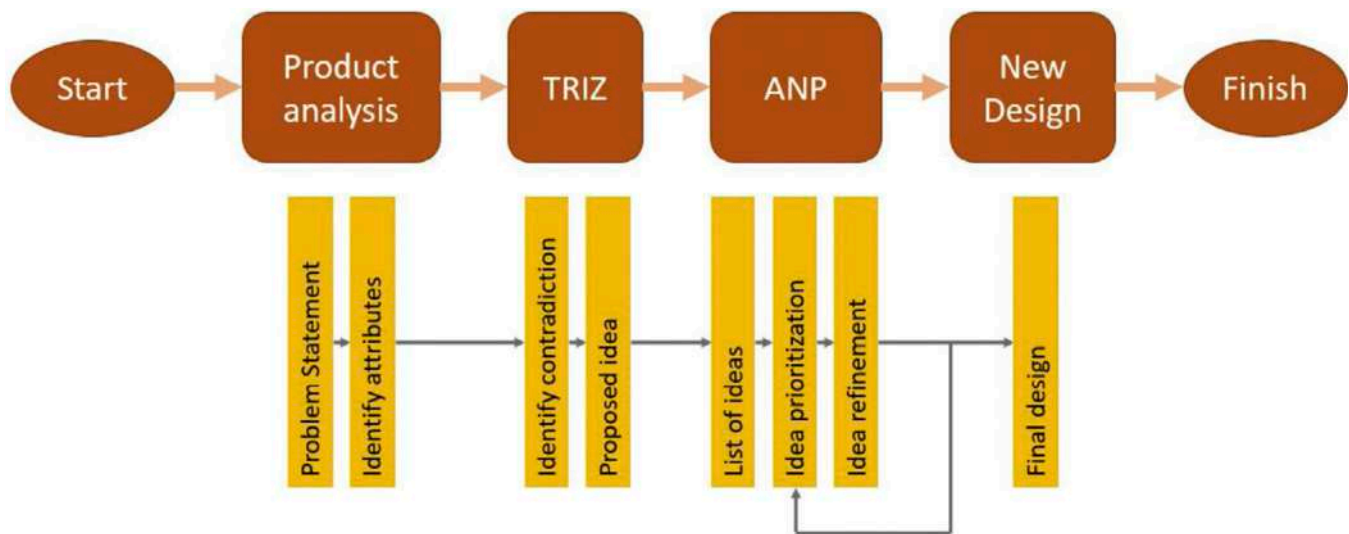 Start
Product
analysis
TRIZ
ANP
New
Design
Finish
Problem Statement
Identify attributes
Identify contradiction
Proposed idea
List of ideas
Idea prioritization
Idea refinement
Final design